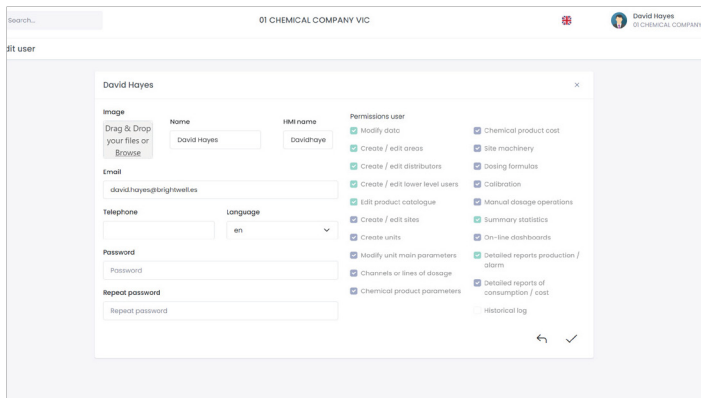 Search...
01 CHEMICAL COMPANY VIC
David Hayes
01 CHEMICAL COMPANY
dit user
David Hayes
×
Image
Name
HMI name
Drag & Drop
your files or
Browse
David Hayes
Davidhaye
Email
david.hayes@brightwell.es
Telephone
Language
en
Password
Password
Repeat password
Repeat password
Permissions user
Modify data
Create / edit areas
Create / edit distributors
Create / edit lower level users
Edit product catalogue
Create / edit sites
Create units
Modify unit main parameters
Channels or lines of dosage
Chemical product parameters
Chemical product cost
Site machinery
Dosing formulas
Calibration
Manual dosage operations
Summary statistics
On-line dashboards
Detailed reports production /
alarm
Detailed reports of
consumption / cost
Historical log